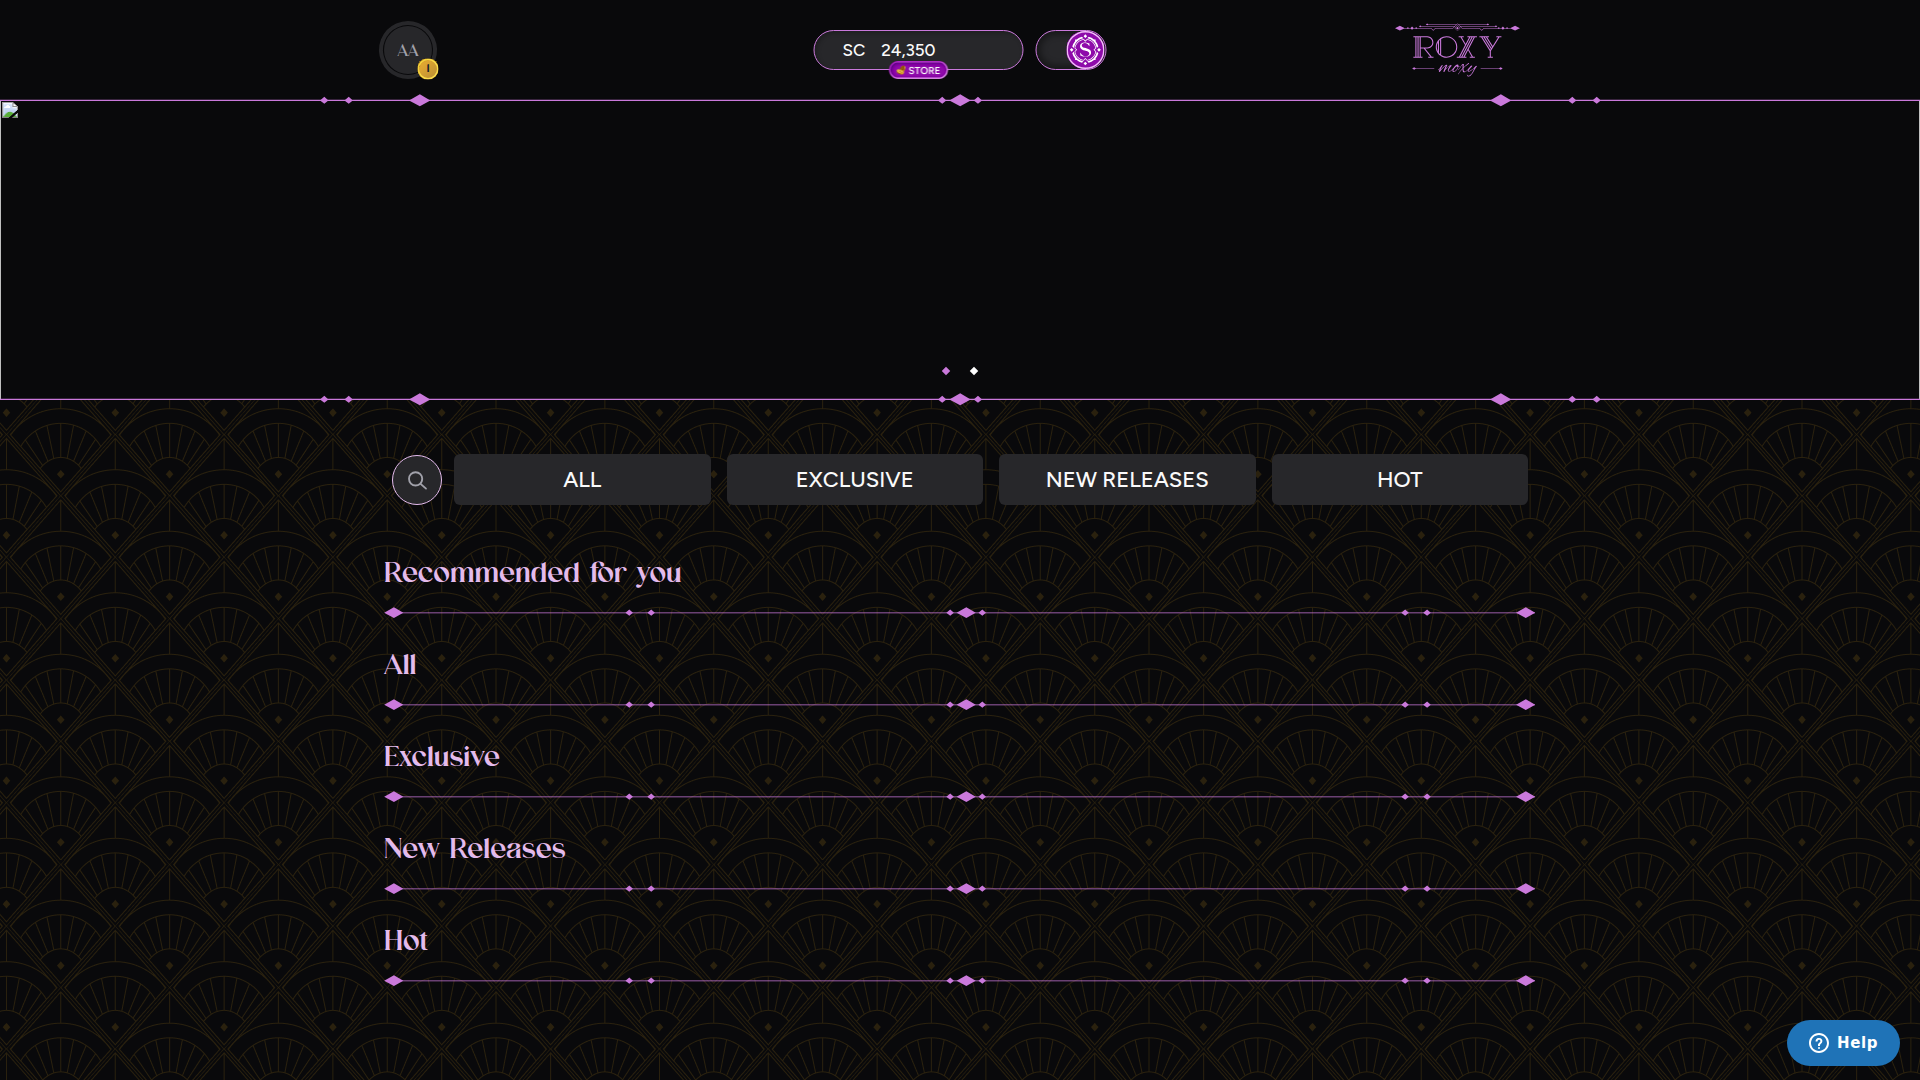 AA
I
SC 24,350
STORE
S
ROXY
moxy
ALL
EXCLUSIVE
NEW RELEASES
HOT
Recommended for you
All
Exclusive
New Releases
Hot
Help